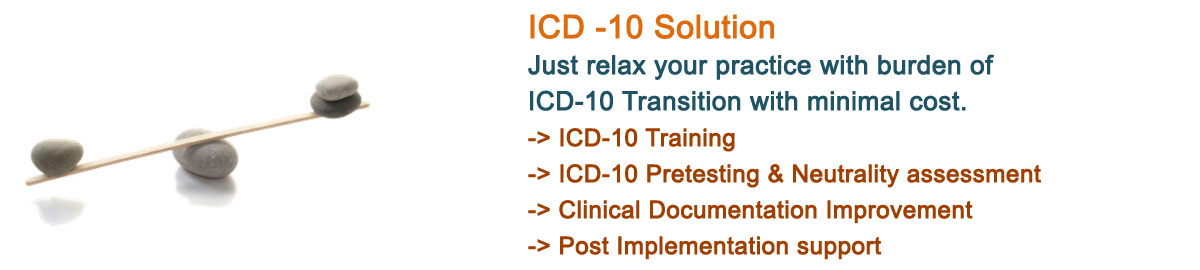 ICD -10 Solution
Just relax your practice with burden of
ICD-10 Transition with minimal cost.
-> ICD-10 Training
-> ICD-10 Pretesting & Neutrality assessment
-> Clinical Documentation Improvement
-> Post Implementation support